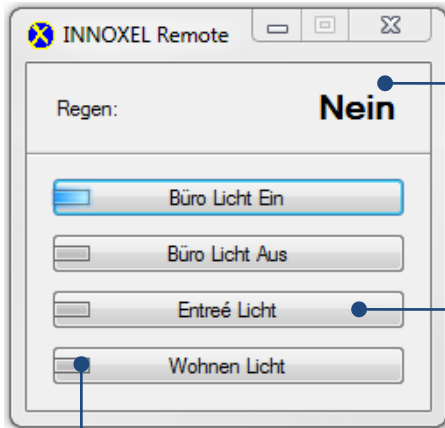 INNOXEL Remote
Regen: Nein
Büro Licht Ein
Büro Licht Aus
Entreé Licht
Wohnen Licht